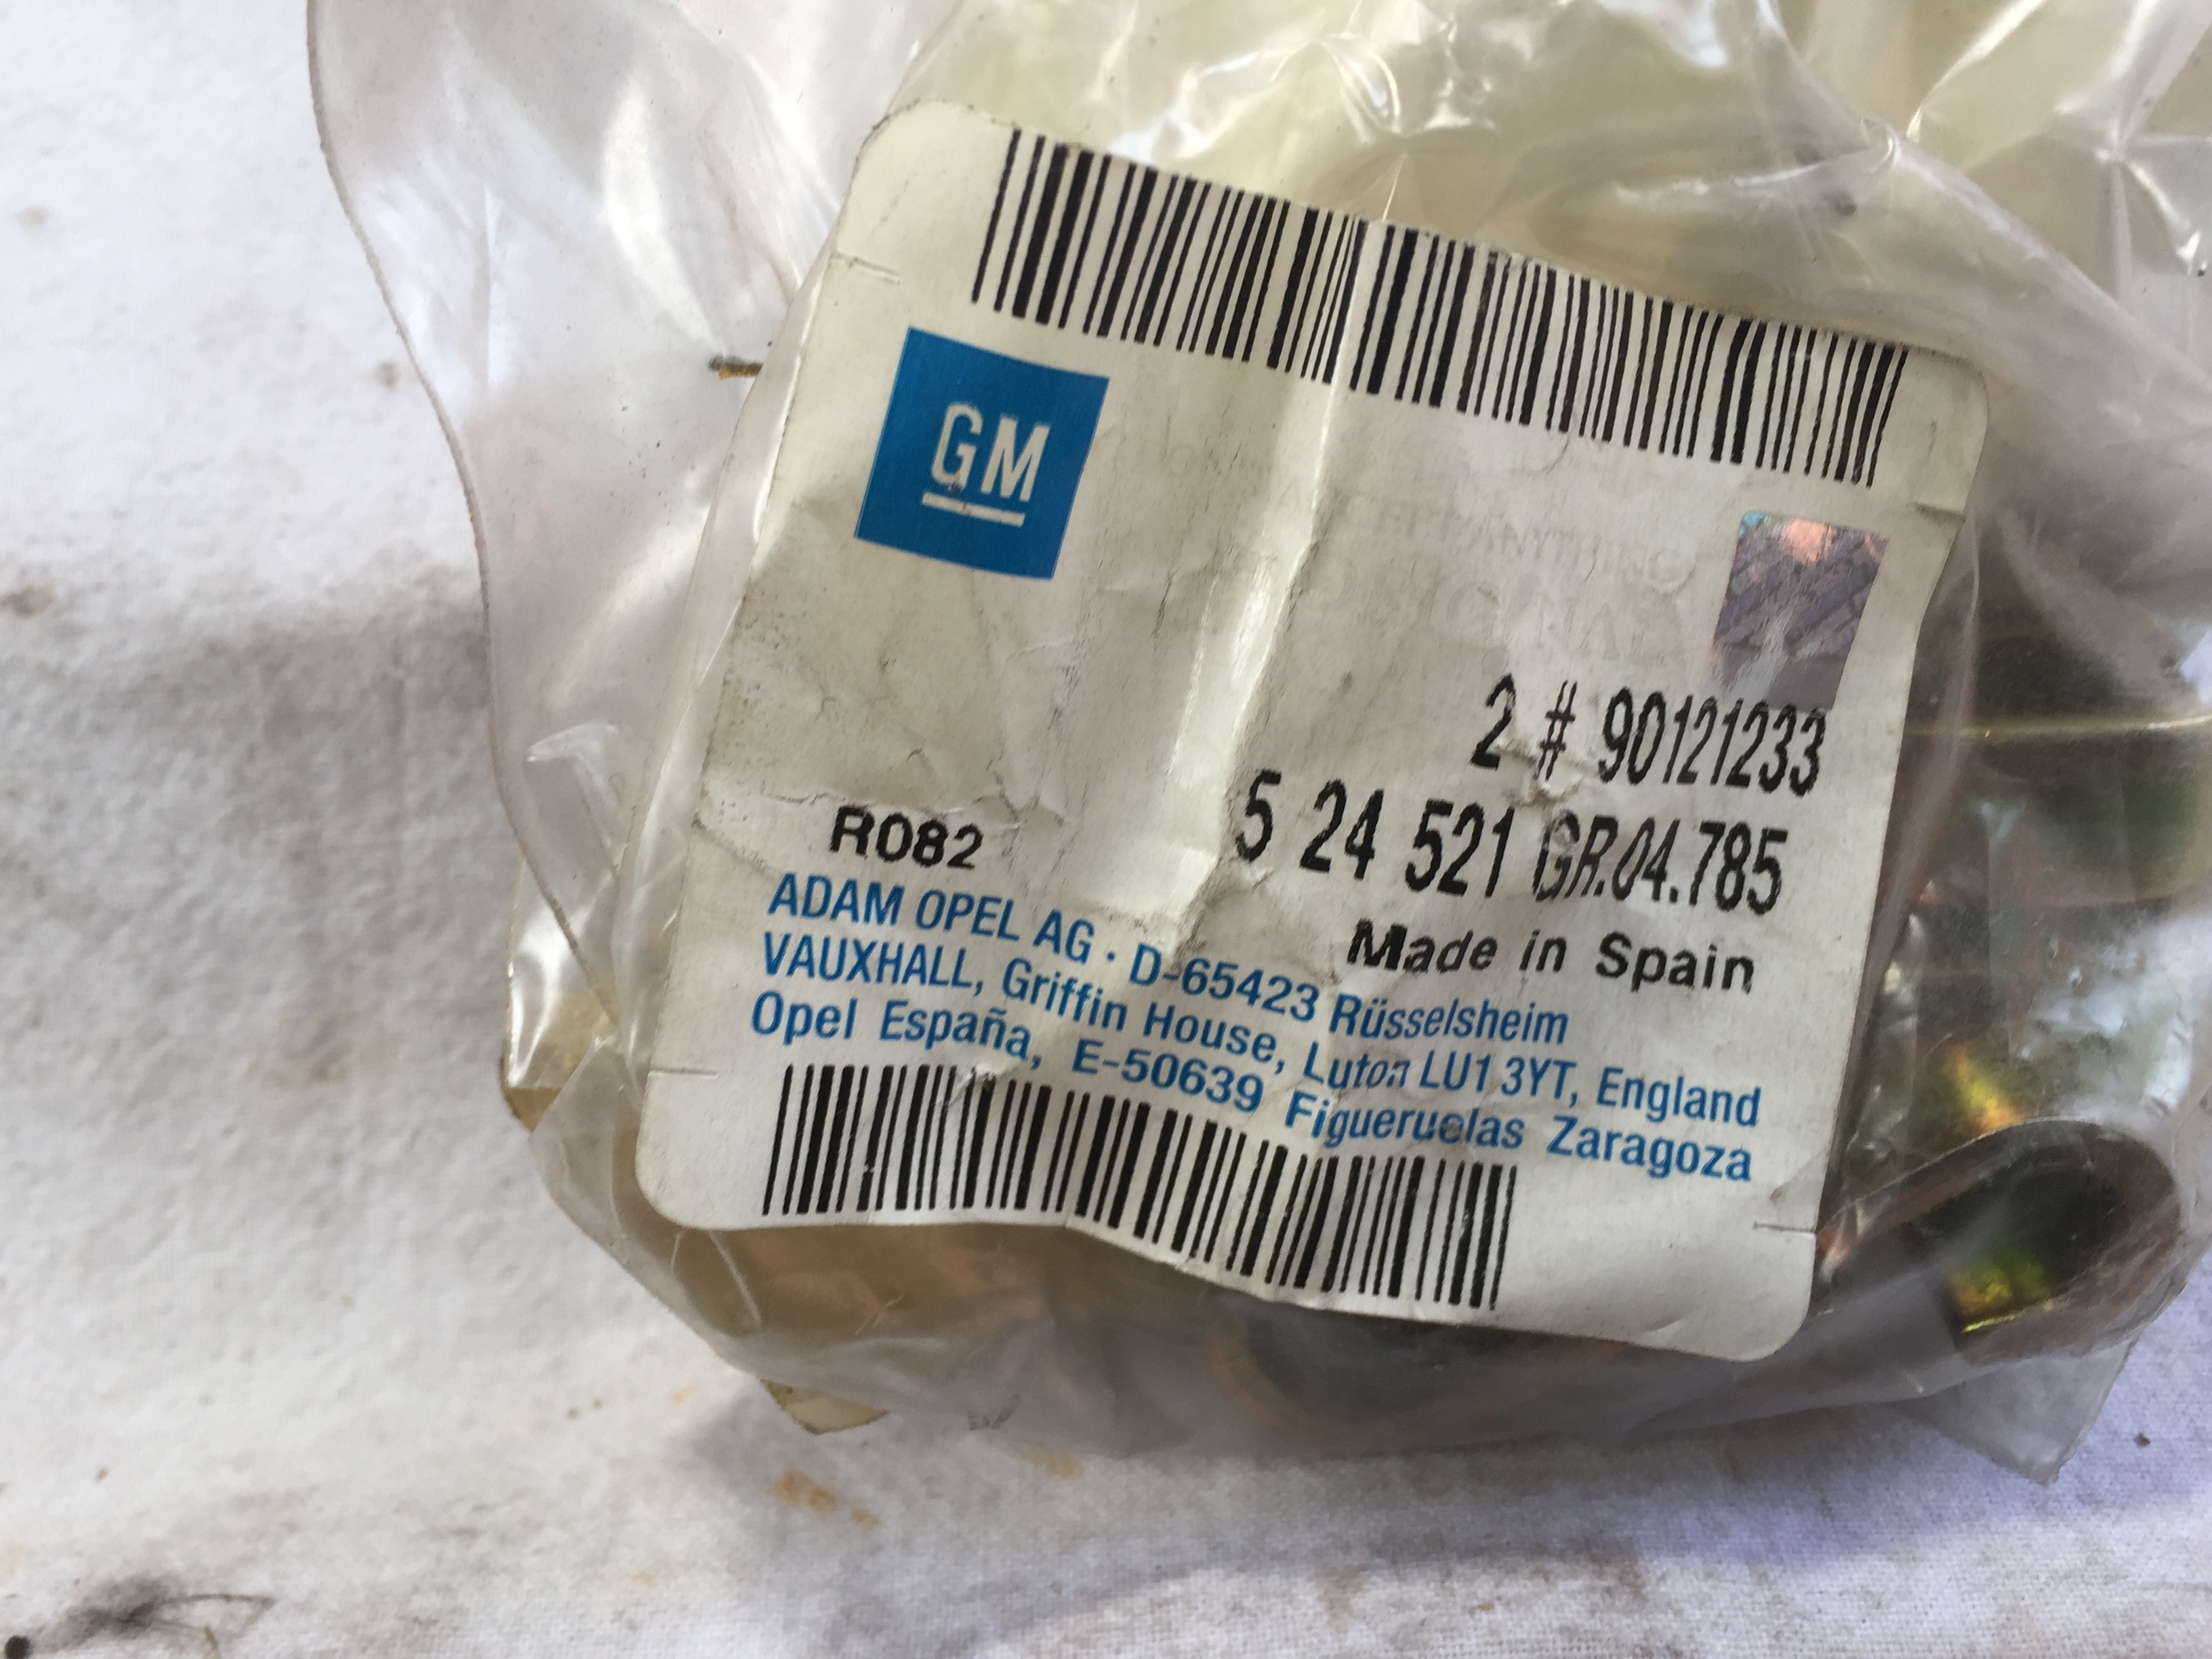 GM
2 # 90121233
5 24 521 GR.04.785
R082
Made in Spain
ADAM OPEL AG · D-65423 Rüsselsheim
VAUXHALL, Griffin House, Luton LU1 3YT, England
Opel España, E-50639 Figueruelas Zaragoza